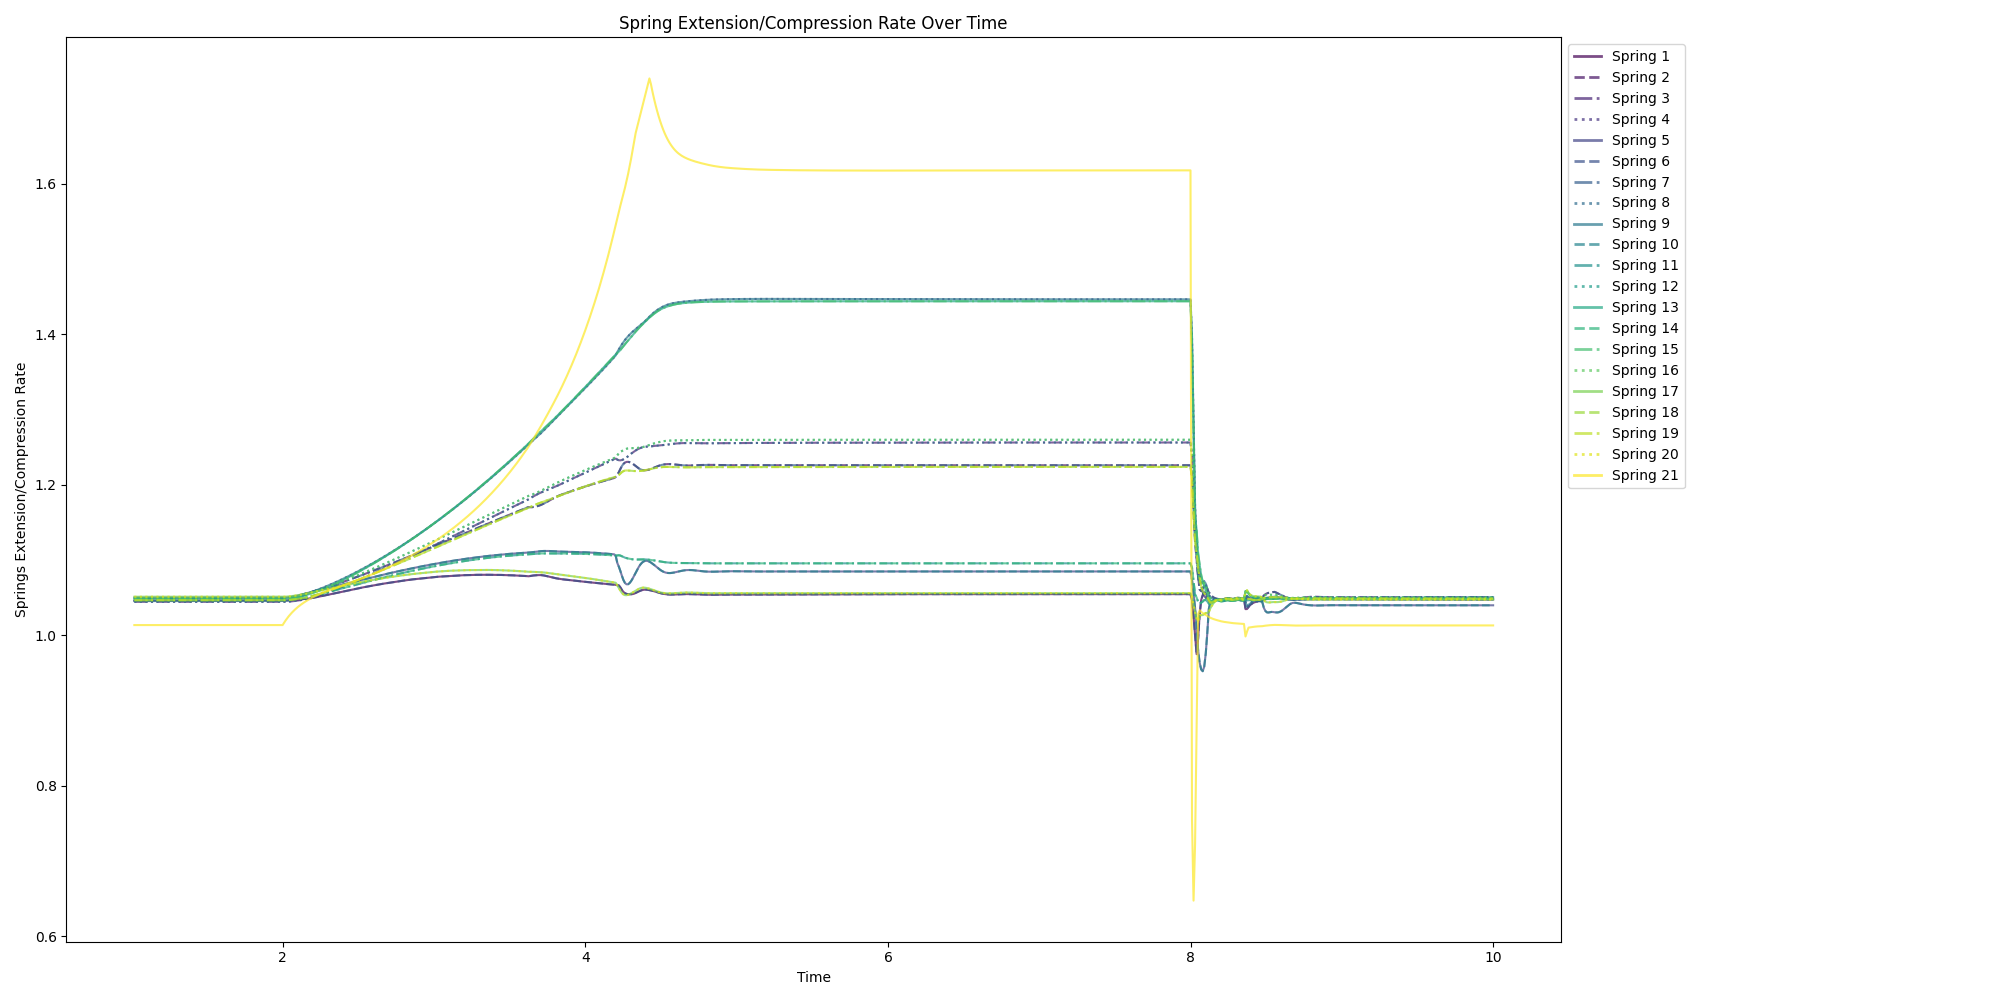 Spring Extension/Compression Rate Over Time
Springs Extension/Compression Rate
1.6
1.4
1.2
1.0
0.8
0.6
2
4
6
8
10
Time
Spring 1
Spring 2
Spring 3
Spring 4
Spring 5
Spring 6
Spring 7
Spring 8
Spring 9
Spring 10
Spring 11
Spring 12
Spring 13
Spring 14
Spring 15
Spring 16
Spring 17
Spring 18
Spring 19
Spring 20
Spring 21